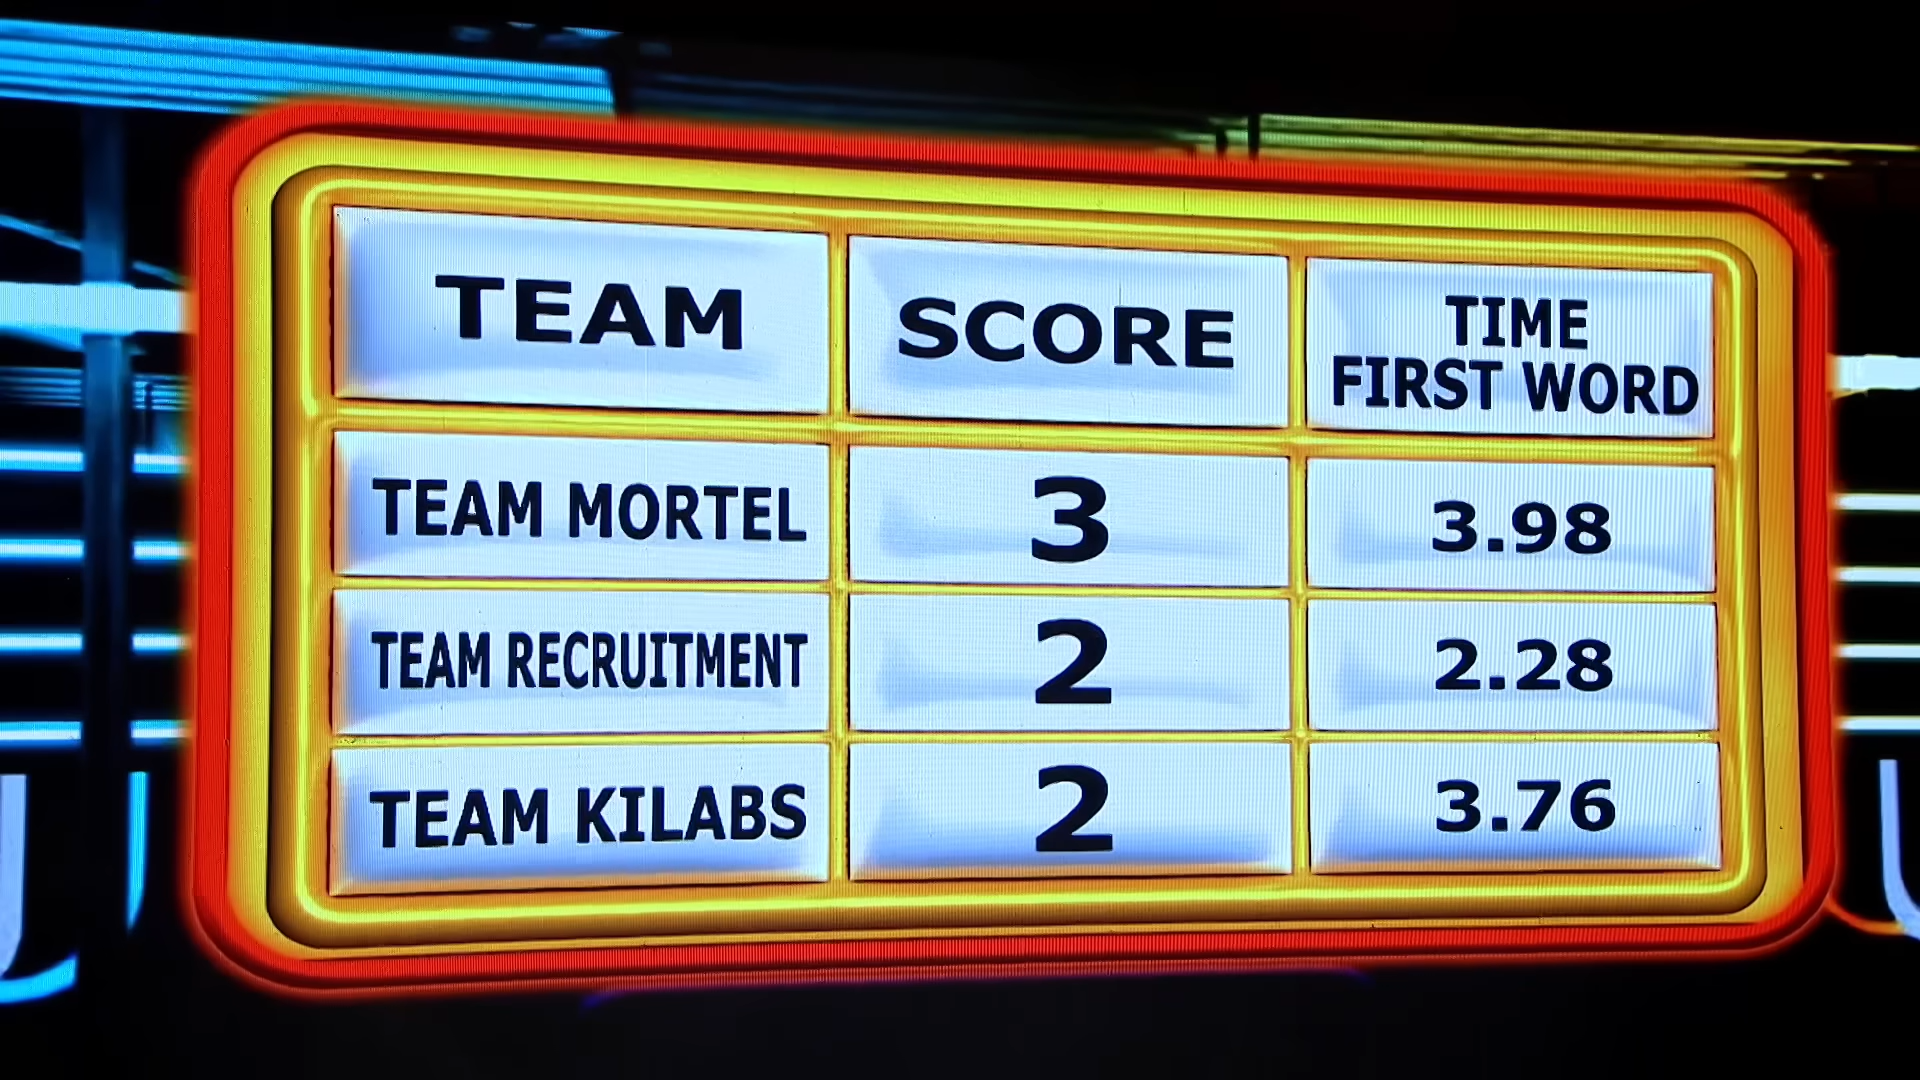 TEAM SCORE TIME
FIRST WORD
TEAM MORTEL 3 3.98
TEAM RECRUITMENT 2 2.28
TEAM KILABS 2 3.76